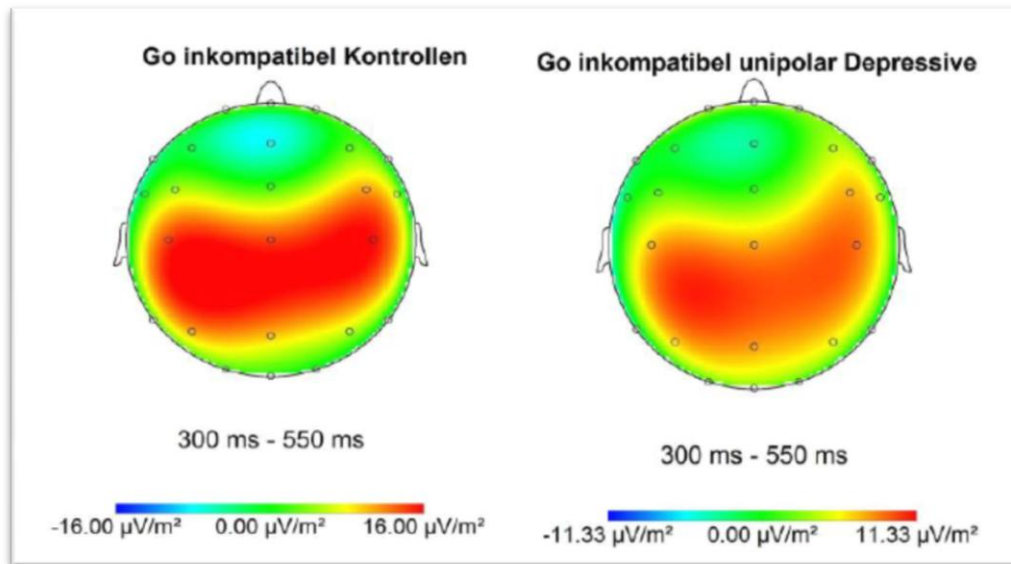 Go inkompatibel Kontrollen
300 ms - 550 ms
-16.00 µV/m² 0.00 µV/m² 16.00 µV/m²
Go inkompatibel unipolar Depressive
300 ms - 550 ms
-11.33 µV/m² 0.00 µV/m² 11.33 µV/m²